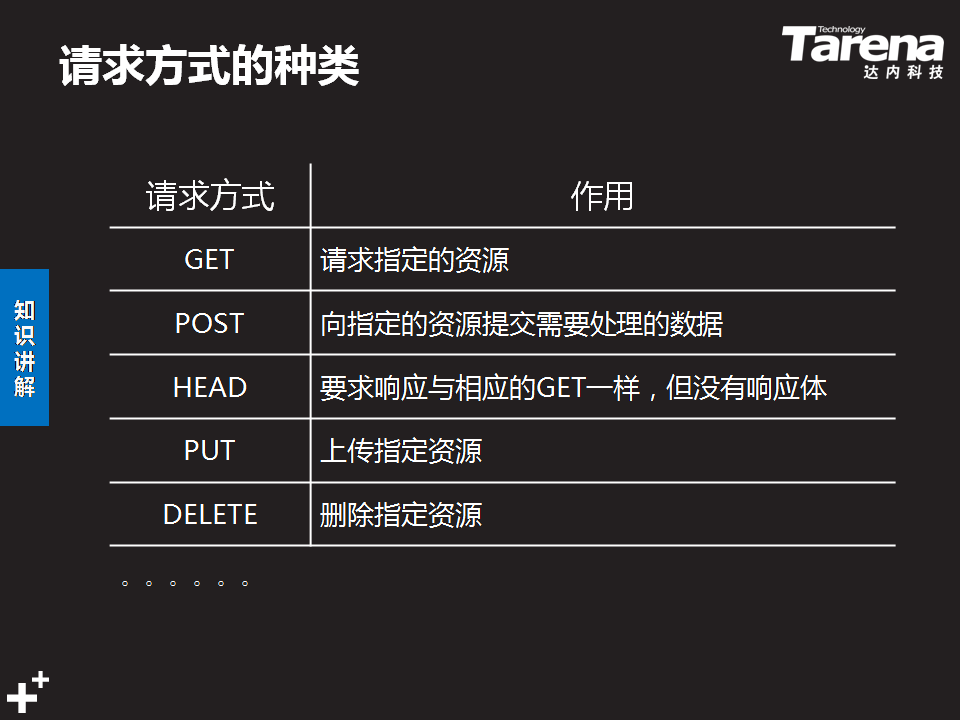 请求方式的种类
Technology
Tarena
达内科技
请求方式 作用
GET 请求指定的资源
POST 向指定的资源提交需要处理的数据
HEAD 要求响应与相应的GET一样，但没有响应体
PUT 上传指定资源
DELETE 删除指定资源
。。。。。。
知识讲解